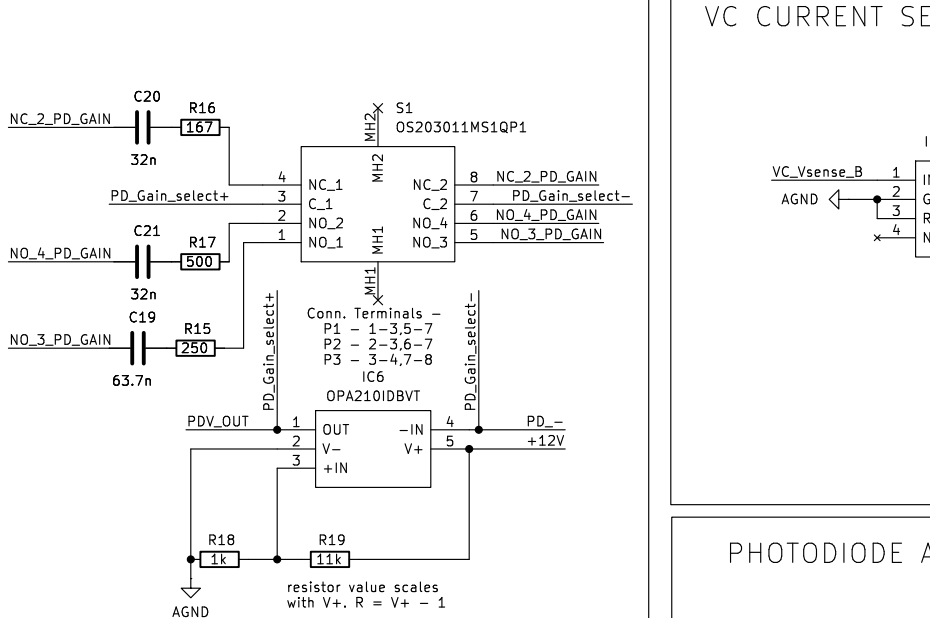 VC CURRENT SE
C20
R16
NC_2_PD_GAIN
167
32n
S1
OS203011MS1QP1
MH2
MH2
4
NC_1
NC_2
8
NC_2_PD_GAIN
PD_Gain_select+
3
C_1
C_2
7
PD_Gain_select-
2
NO_2
NO_4
6
NO_4_PD_GAIN
1
NO_1
NO_3
5
NO_3_PD_GAIN
MH1
MH1
C21
R17
NO_4_PD_GAIN
500
32n
C19
R15
NO_3_PD_GAIN
250
63.7n
Conn. Terminals -
P1 - 1-3,5-7
P2 - 2-3,6-7
P3 - 3-4,7-8
PD_Gain_select+
PD_Gain_select-
IC6
OPA210IDBVT
PDV_OUT
1
OUT
-IN
4
PD_-
2
V-
V+
5
+12V
3
+IN
R18
1k
R19
11k
AGND
resistor value scales
with V+. R = V+ - 1
I
VC_Vsense_B
1
IN
AGND
2
G
3
R
4
N
PHOTODIODE A